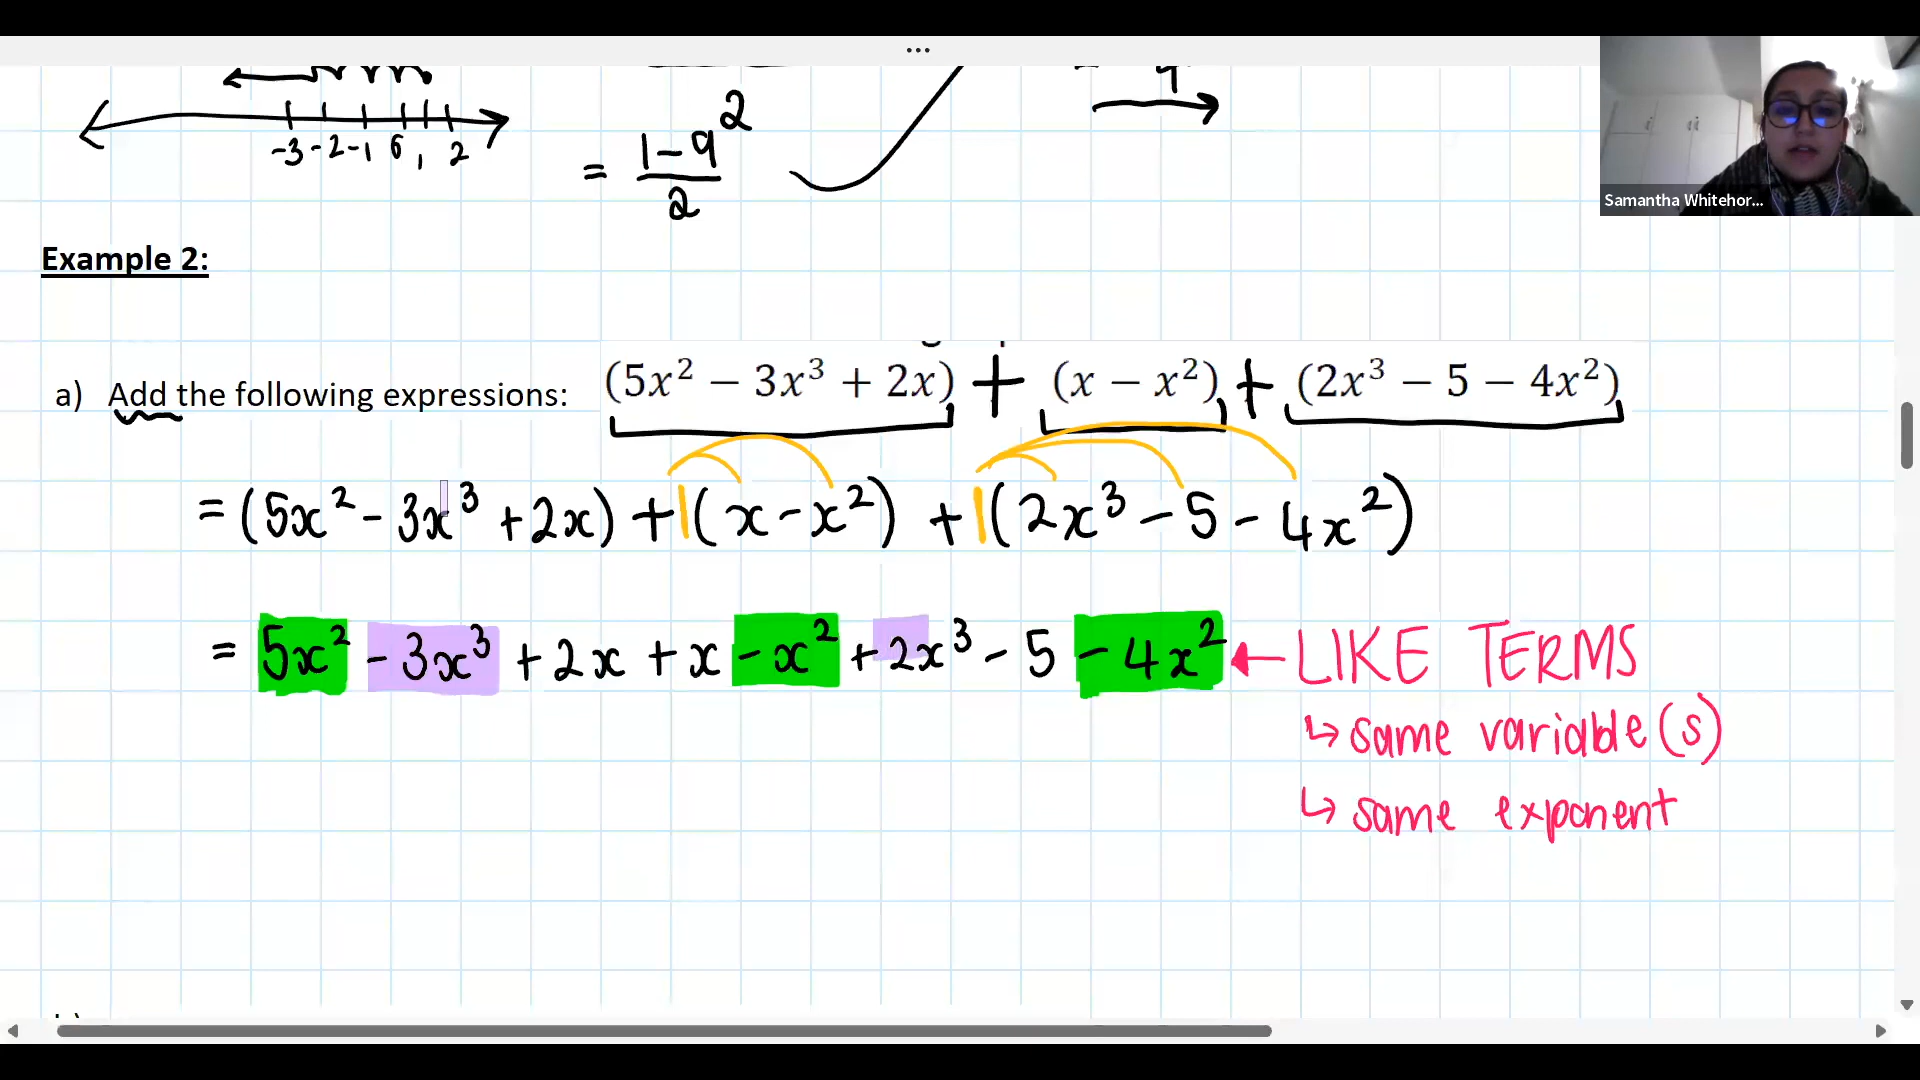 -3 -2 -1 0 1 2
= 1-9^2
2
Samantha Whitehor...
Example 2:
a) Add the following expressions: (5x² − 3x³ + 2x) + (x − x²) + (2x³ − 5 − 4x²)
= (5x² - 3x³ + 2x) + 1(x - x²) + 1(2x³ - 5 - 4x²)
= 5x² - 3x³ + 2x + x - x² + 2x³ - 5 - 4x² ← LIKE TERMS
↳ same variable(s)
↳ same exponent